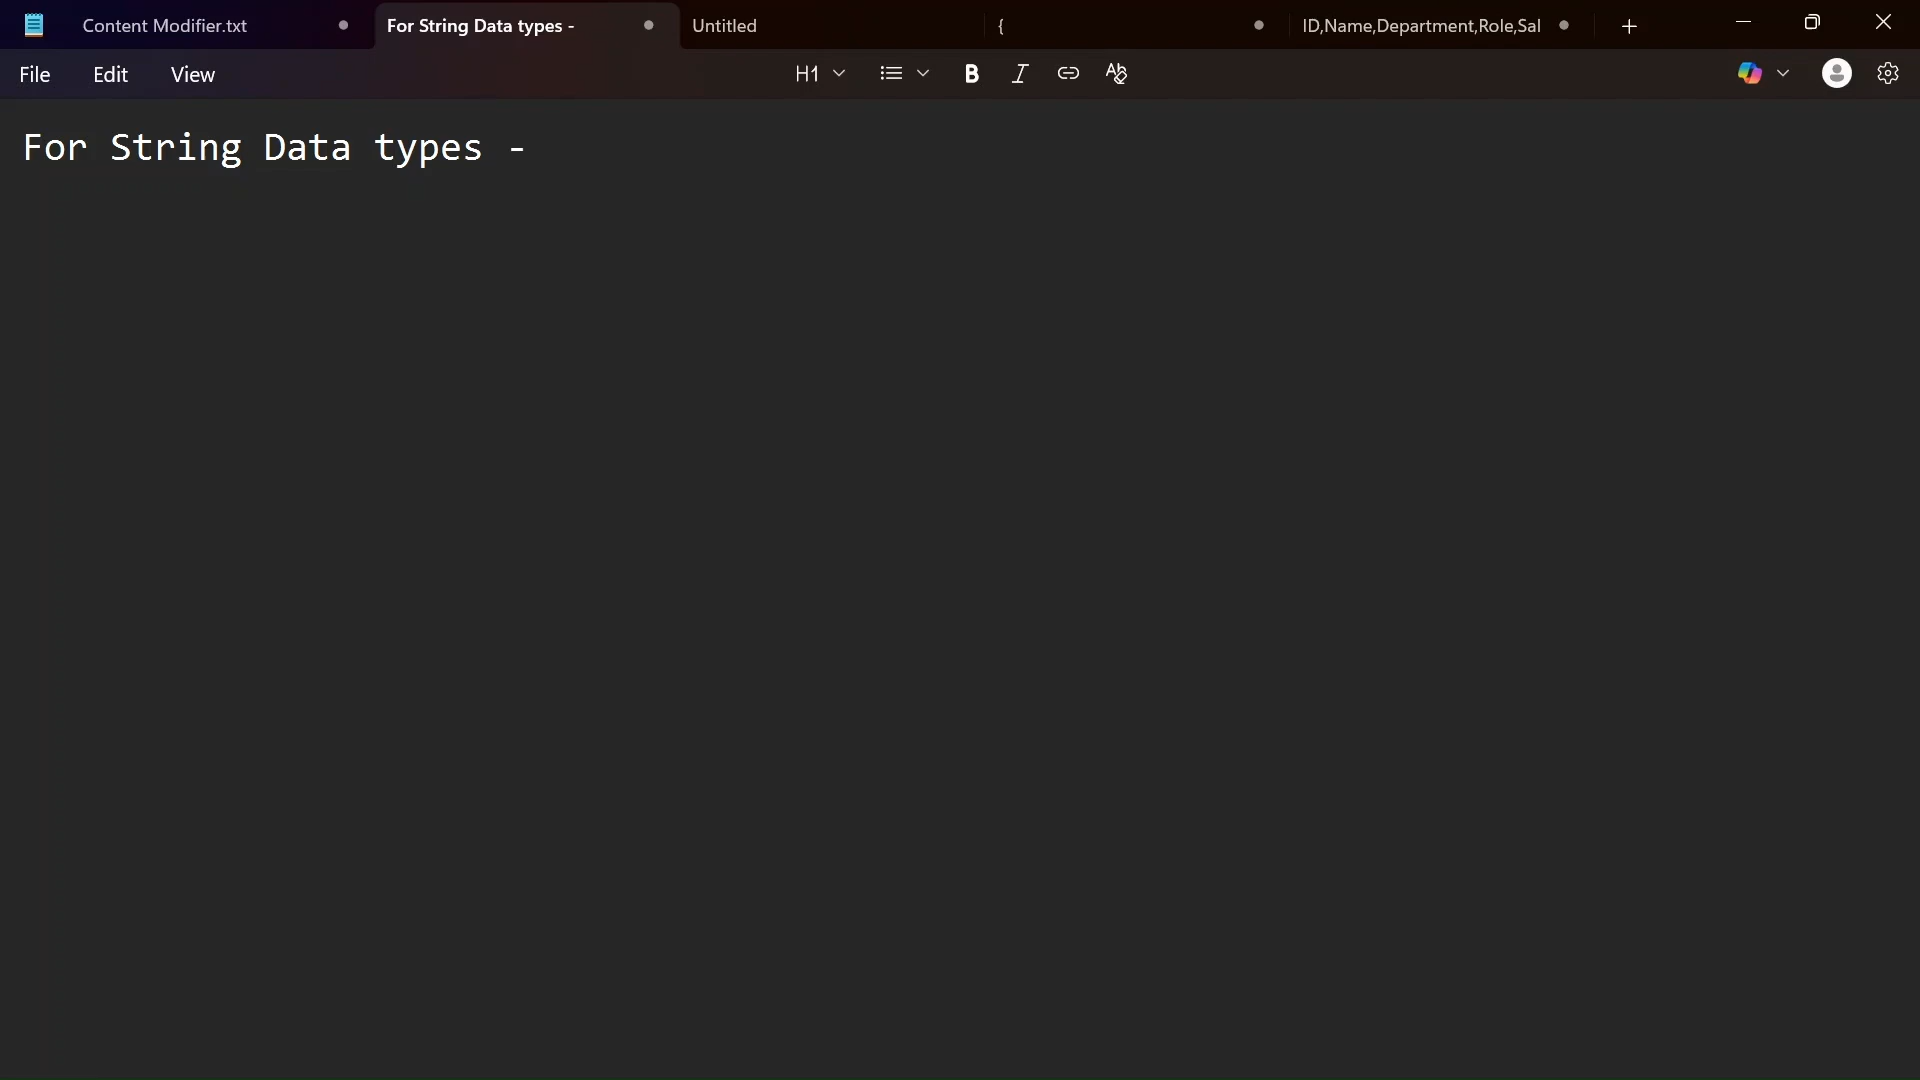 Content Modifier.txt
For String Data types -
Untitled
{
ID,Name,Department,Role,Sal
File
Edit
View
H1
B
I
Ab
For String Data types -